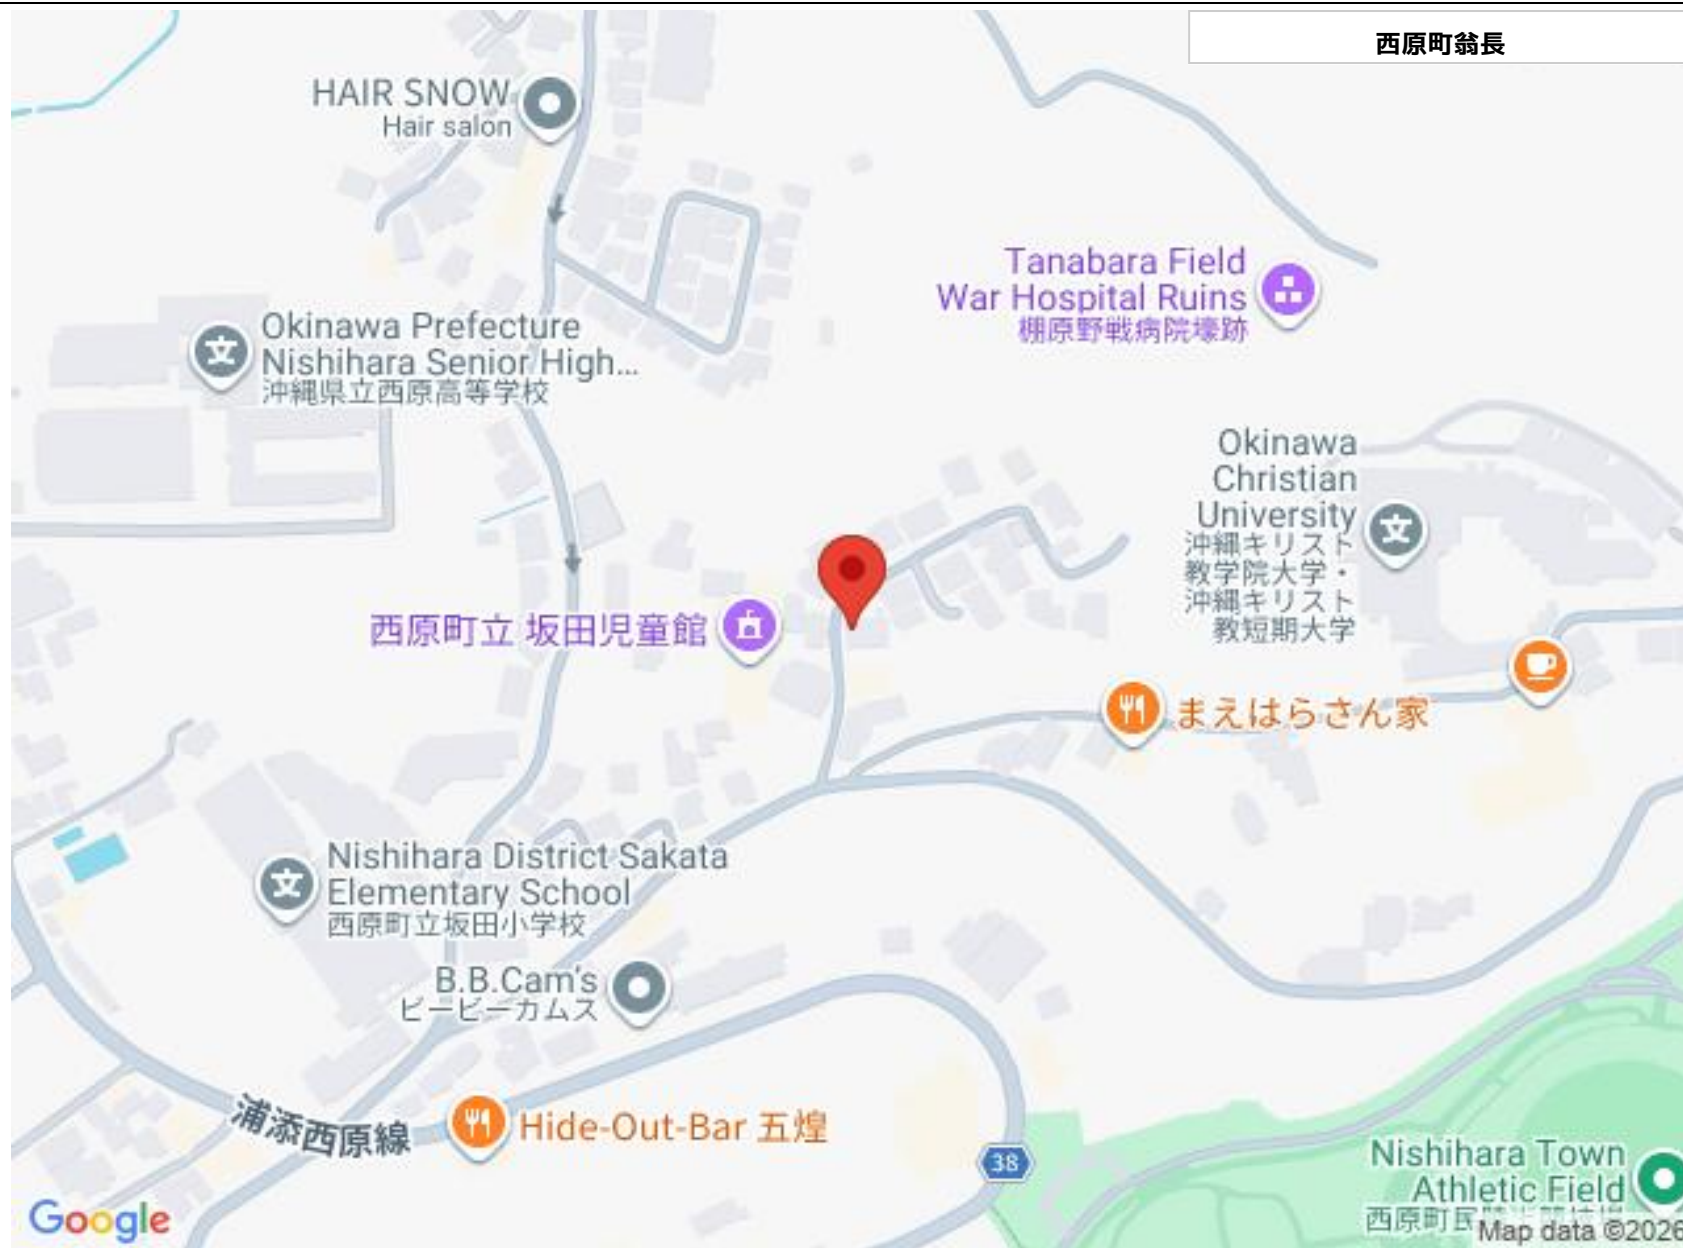 西原町翁長
HAIR SNOW
Hair salon
Tanabara Field
War Hospital Ruins
棚原野戦病院壕跡
Okinawa Prefecture
Nishihara Senior High...
沖縄県立西原高等学校
Okinawa
Christian
University
沖縄キリスト
教学院大学・
沖縄キリスト
教短期大学
西原町立 坂田児童館
まえはらさん家
Nishihara District Sakata
Elementary School
西原町立坂田小学校
B.B.Cam's
ビービーカムス
浦添西原線
Hide-Out-Bar 五煌
38
Nishihara Town
Athletic Field
西原町民
Google
Map data ©2026